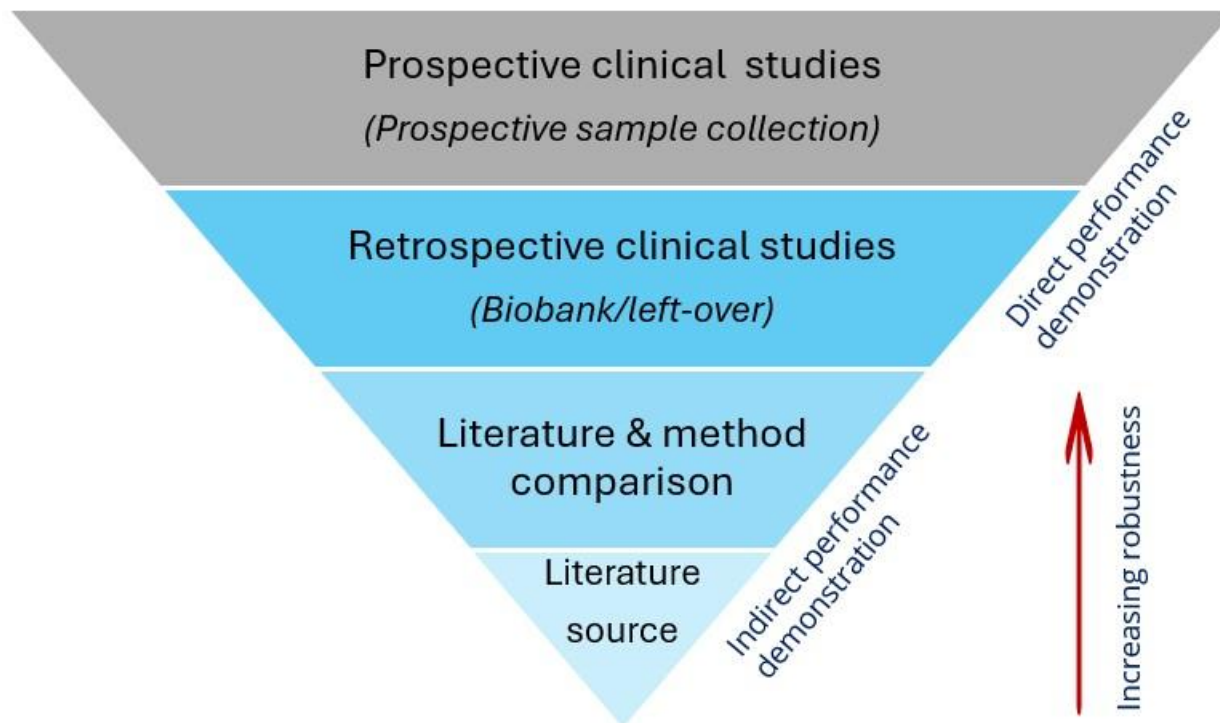 Prospective clinical studies
(Prospective sample collection)
Retrospective clinical studies
(Biobank/left-over)
Literature & method
comparison
Literature
source
Direct performance
demonstration
Indirect performance
demonstration
Increasing robustness